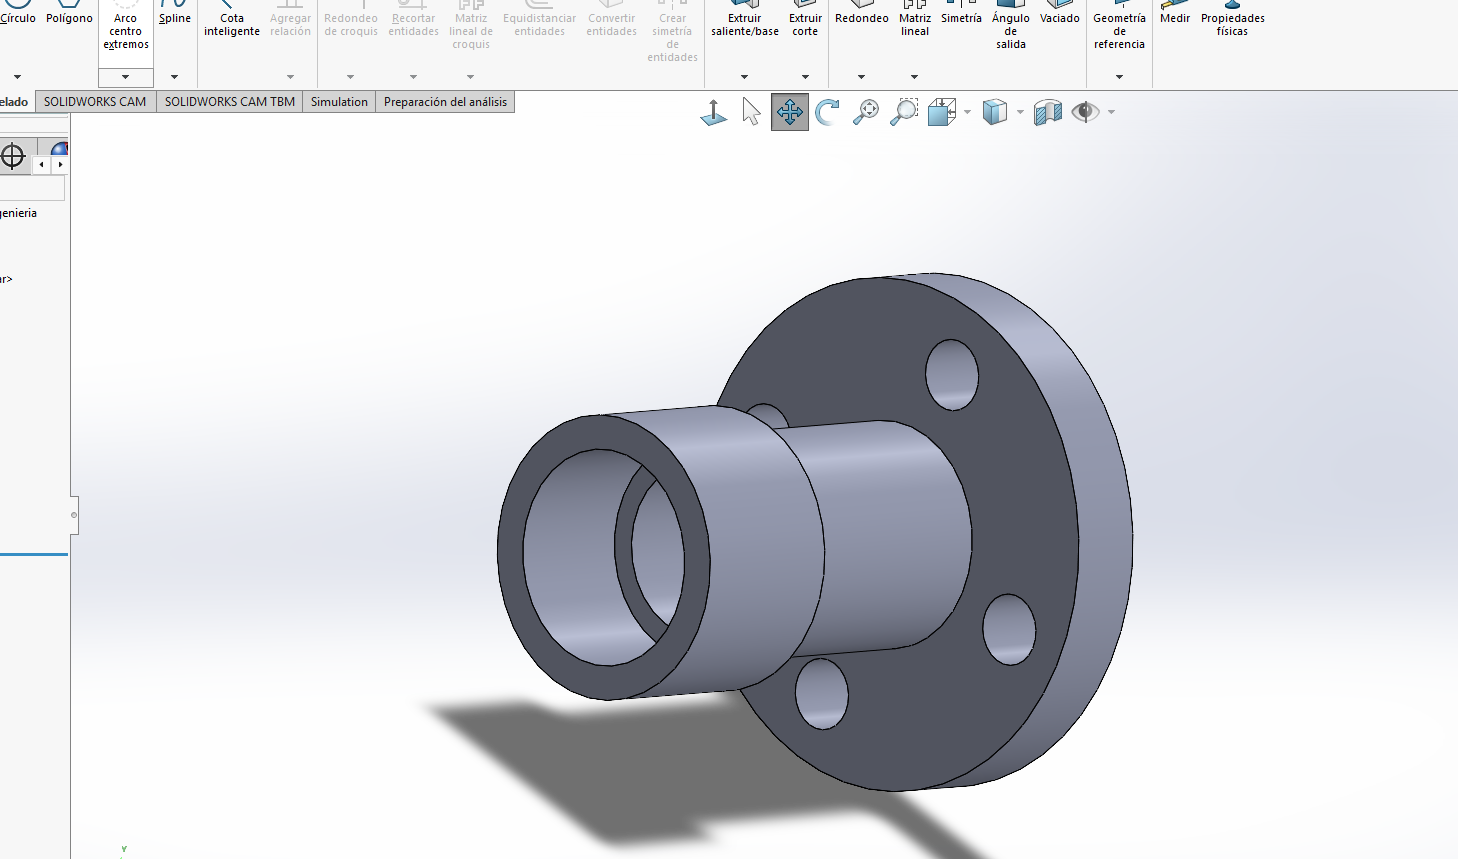 Círculo Polígono Arco Spline Cota Agregar Redondeo Recortar Matriz Equidistanciar Convertir Crear Extruir Extruir Redondeo Matriz Simetría Ángulo Vaciado Geometría Medir Propiedades
centro inteligente relación de croquis entidades lineal de entidades entidades simetría saliente/base corte lineal de de físicas
extremos croquis de salida referencia
entidades
elado SOLIDWORKS CAM SOLIDWORKS CAM TBM Simulation Preparación del análisis
genieria
ar>
Y